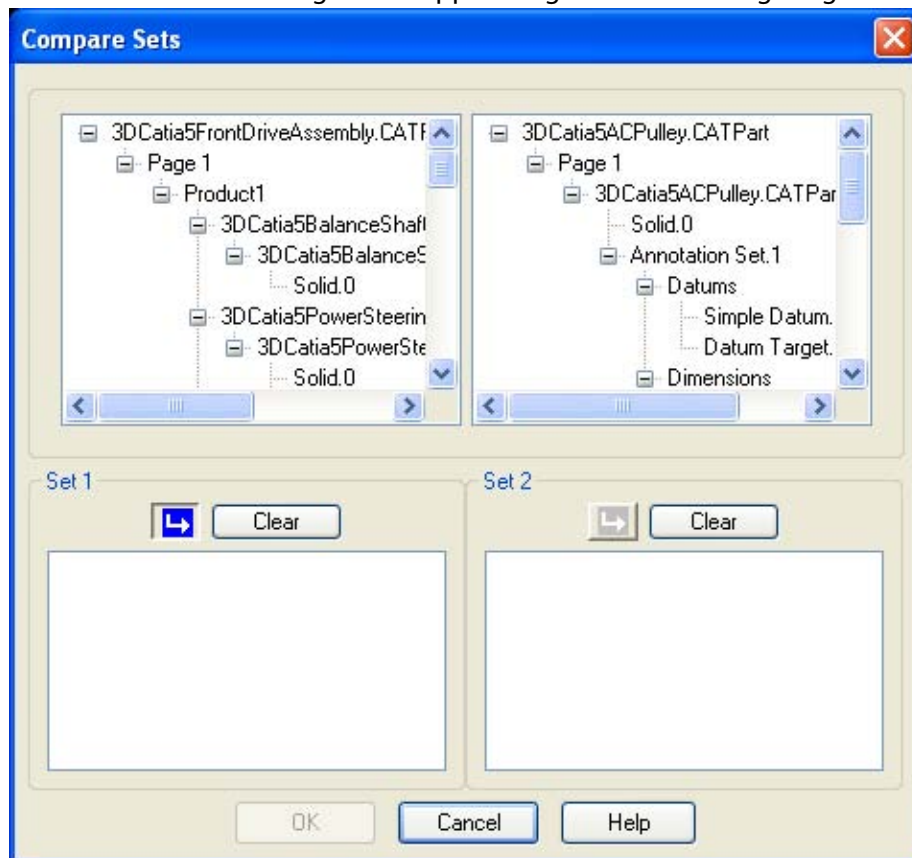 Compare Sets
3DCatia5FrontDriveAssembly.CATF
Page 1
Product1
3DCatia5BalanceShaft
3DCatia5BalanceS
Solid.0
3DCatia5PowerSteerin
3DCatia5PowerSte
Solid.0
3DCatia5ACPulley.CATPart
Page 1
3DCatia5ACPulley.CATPar
Solid.0
Annotation Set.1
Datums
Simple Datum.
Datum Target.
Dimensions
Set 1
Clear
Set 2
Clear
OK
Cancel
Help